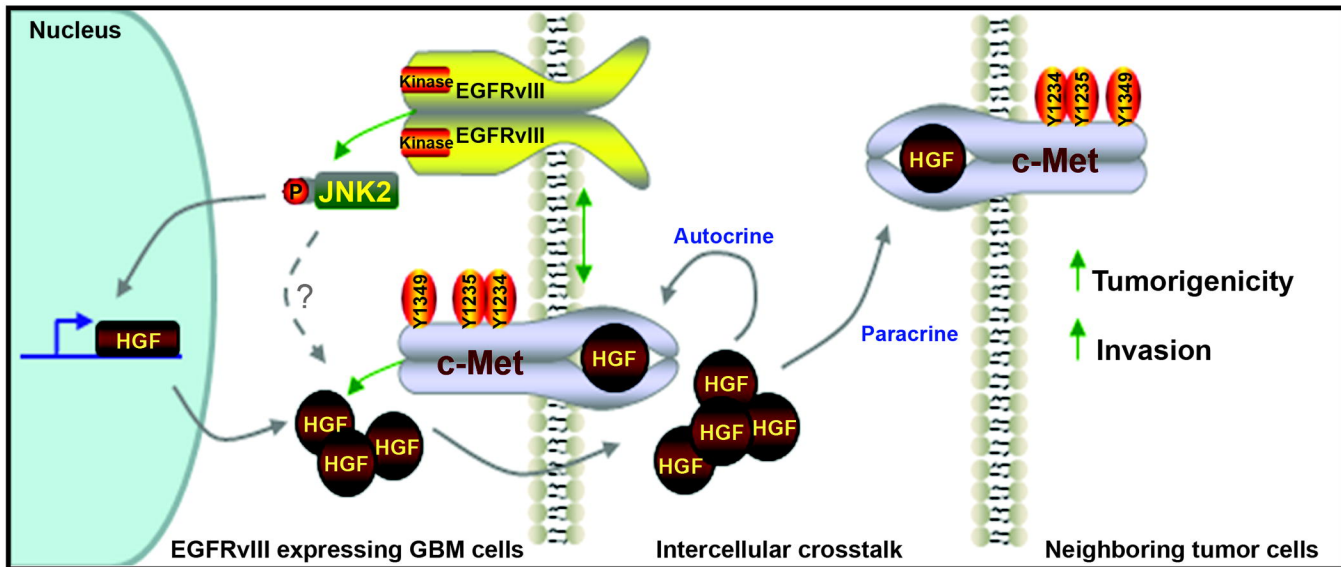 Nucleus
Kinase
EGFRvIII
Kinase
EGFRvIII
P
JNK2
?
HGF
Y1349
Y1235
Y1234
c-Met
HGF
HGF
HGF
HGF
Autocrine
HGF
HGF
HGF
HGF
Paracrine
Y1234
Y1235
Y1349
HGF
c-Met
Tumorigenicity
Invasion
EGFRvIII expressing GBM cells
Intercellular crosstalk
Neighboring tumor cells